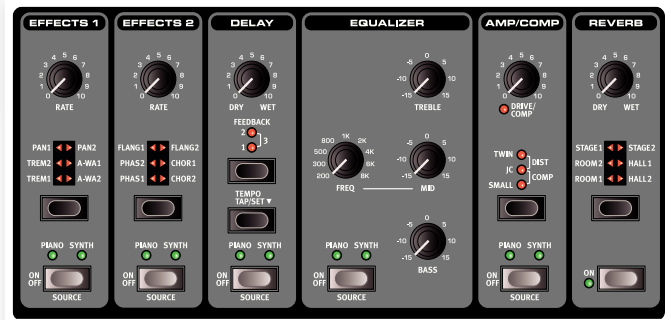 EFFECTS 1
3 4 5 6 7
2 8
1 9
0 10
RATE
PAN1 PAN2
TREM2 A-WA1
TREM1 A-WA2
PIANO SYNTH
ON
OFF
SOURCE
EFFECTS 2
3 4 5 6 7
2 8
1 9
0 10
RATE
FLANG1 FLANG2
PHAS2 CHOR1
PHAS1 CHOR2
PIANO SYNTH
ON
OFF
SOURCE
DELAY
3 4 5 6 7
2 8
1 9
0 10
DRY WET
FEEDBACK
2
1 3
TEMPO
TAP/SET ▼
PIANO SYNTH
ON
OFF
SOURCE
EQUALIZER
-5 0 5
-10 10
-15 15
TREBLE
800 1K 2K
500 4K
300 6K
200 8K
FREQ
-5 0 5
-10 10
-15 15
MID
-5 0 5
-10 10
-15 15
BASS
PIANO SYNTH
ON
OFF
SOURCE
AMP/COMP
3 4 5 6 7
2 8
1 9
0 10
DRIVE/
COMP
TWIN
JC
SMALL
DIST
COMP
PIANO SYNTH
ON
OFF
SOURCE
REVERB
3 4 5 6 7
2 8
1 9
0 10
DRY WET
STAGE1 STAGE2
ROOM2 HALL1
ROOM1 HALL2
ON